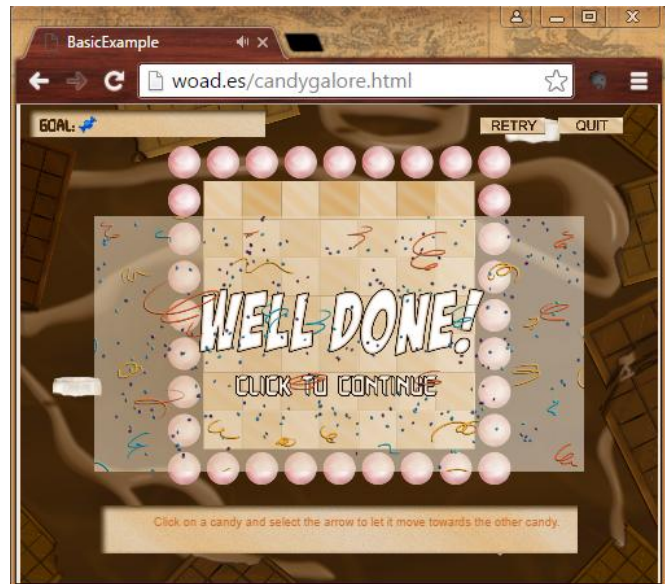 BasicExample
woad.es/candygalore.html
GOAL:
RETRY QUIT
WELL DONE!
CLICK TO CONTINUE
Click on a candy and select the arrow to let it move towards the other candy.